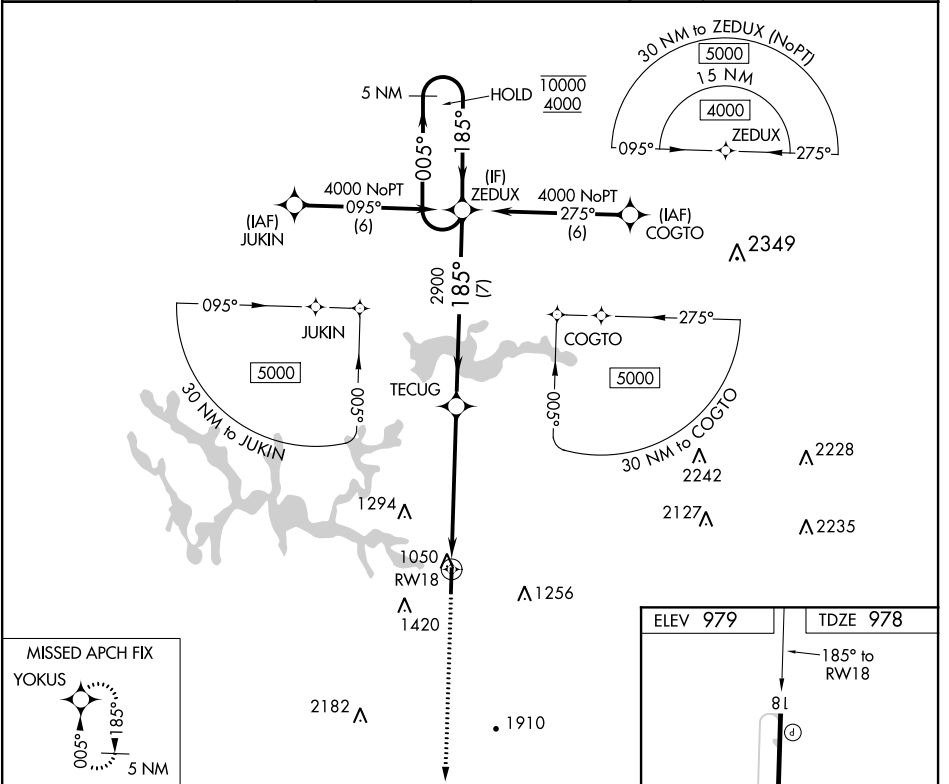 30 NM to ZEDUX (NoPT)
5000
15 NM
4000
ZEDUX
095°
275°
5 NM
HOLD
10000
4000
005°
185°
(IF)
ZEDUX
4000 NoPT
095°
(6)
(IAF)
JUKIN
4000 NoPT
275°
(6)
(IAF)
COGTO
2349
2900
185°
(7)
095°
JUKIN
5000
005°
30 NM to JUKIN
275°
COGTO
5000
005°
30 NM to COGTO
TECUG
2228
2242
2127
2235
1294
1050
RW18
1256
1420
2182
1910
MISSED APCH FIX
YOKUS
005°
185°
5 NM
ELEV 979
TDZE 978
185° to
RW18
18
P